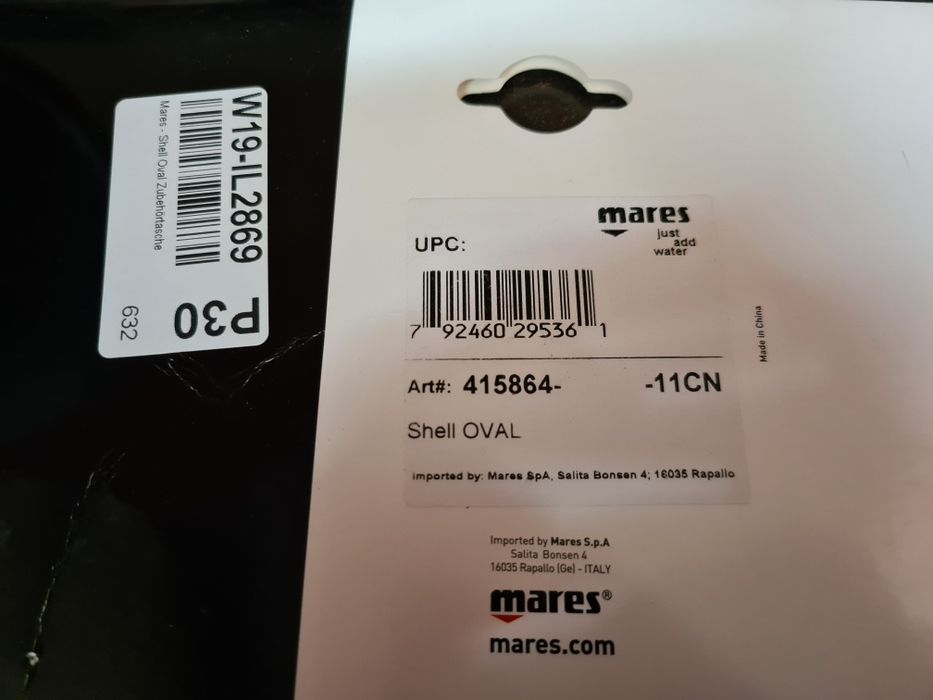 W19-IL2869
Mares - Shell Oval Zubehörtasche
P30
632
mares
just
add
water
UPC:
7 92460 29536 1
Art#: 415864- -11CN
Shell OVAL
imported by: Mares SpA, Salita Bonsen 4; 16035 Rapallo
Made in China
Imported by Mares S.p.A
Salita Bonsen 4
16035 Rapallo (Ge) - ITALY
mares®
mares.com